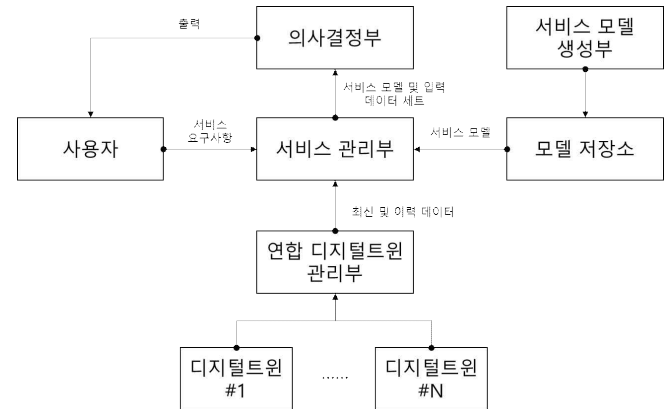 출력
의사결정부
서비스 모델
생성부
서비스 모델 및 입력
데이터 세트
사용자
서비스
요구사항
서비스 관리부
서비스 모델
모델 저장소
최신 및 이력 데이터
연합 디지털트윈
관리부
디지털트윈
#1
......
디지털트윈
#N